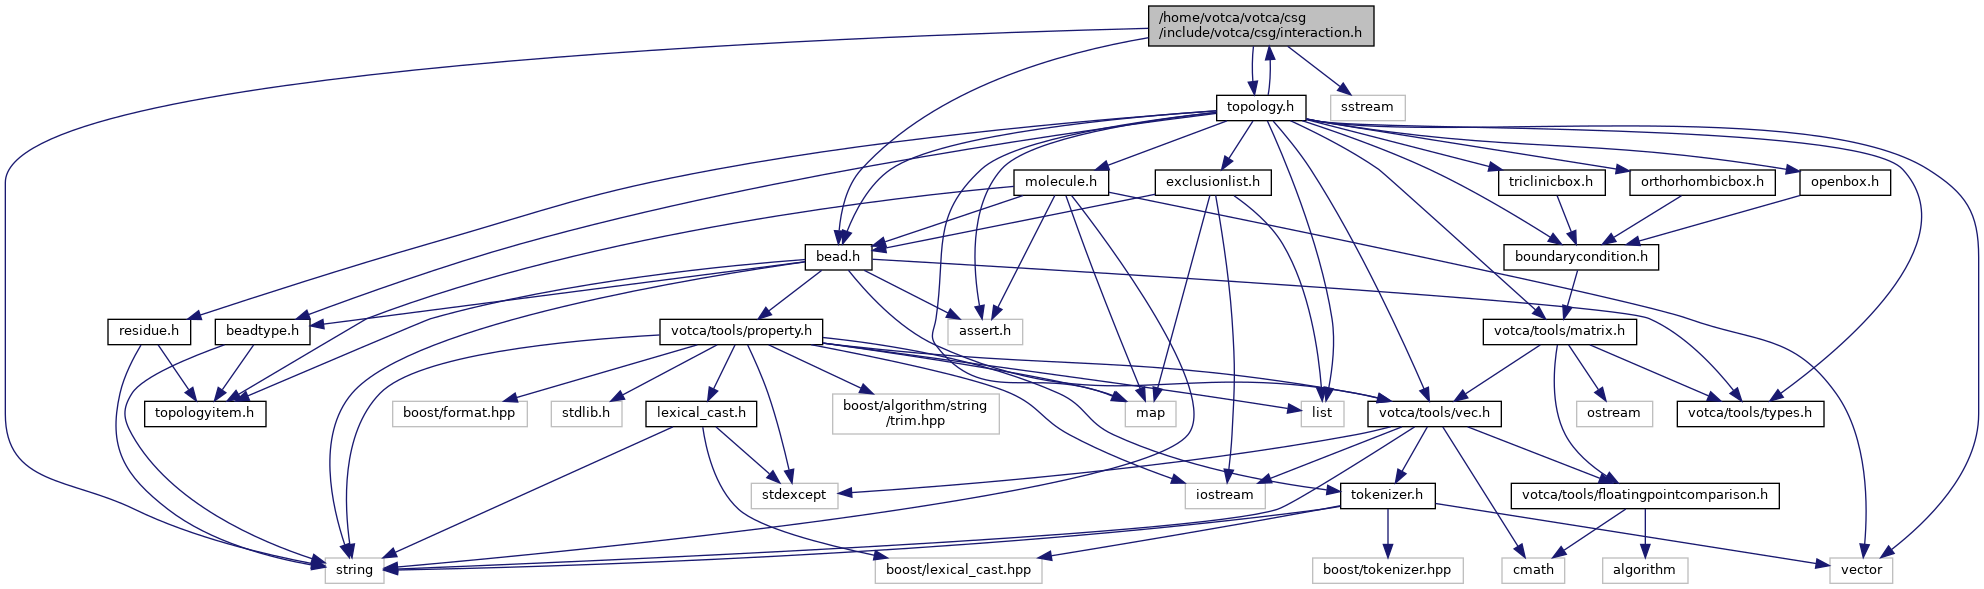 /home/votca/votca/csg
/include/votca/csg/interaction.h
topology.h
sstream
molecule.h
exclusionlist.h
triclinicbox.h
orthorhombicbox.h
openbox.h
bead.h
boundarycondition.h
residue.h
beadtype.h
votca/tools/property.h
assert.h
votca/tools/matrix.h
topologyitem.h
boost/format.hpp
stdlib.h
lexical_cast.h
boost/algorithm/string
/trim.hpp
map
list
votca/tools/vec.h
ostream
votca/tools/types.h
stdexcept
iostream
tokenizer.h
votca/tools/floatingpointcomparison.h
string
boost/lexical_cast.hpp
boost/tokenizer.hpp
cmath
algorithm
vector